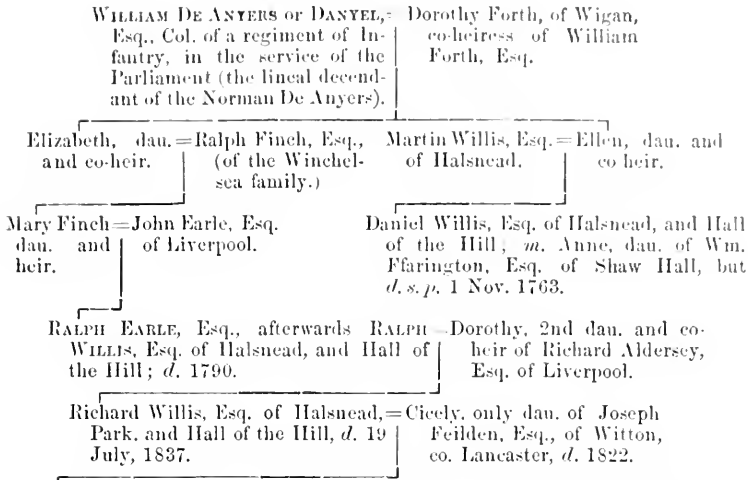 WILLIAM DE ANYERS or DANYEL,=
Esq., Col. of a regiment of In-
fantry, in the service of the
Parliament (the lineal decend-
ant of the Norman De Anyers).
Dorothy Forth, of Wigan,
co-heiress of William
Forth, Esq.
Elizabeth, dau.
and co-heir.
=Ralph Finch, Esq.,
(of the Winchel-
sea family.)
Martin Willis, Esq.
of Halsnead.
=Ellen, dau. and
co heir.
Mary Finch
dau. and
heir.
=John Earle, Esq.
of Liverpool.
Daniel Willis, Esq. of Halsnead, and Hall
of the Hill; m. Anne, dau. of Wm.
Ffarington, Esq. of Shaw Hall, but
d. s. p. 1 Nov. 1763.
RALPH EARLE, Esq., afterwards RALPH
WILLIS, Esq. of Halsnead, and Hall of
the Hill; d. 1790.
Dorothy, 2nd dau. and co-
heir of Richard Aldersey,
Esq. of Liverpool.
Richard Willis, Esq. of Halsnead,
Park, and Hall of the Hill, d. 19
July, 1837.
=Cicely, only dau. of Joseph
Feilden, Esq., of Witton,
co. Lancaster, d. 1822.